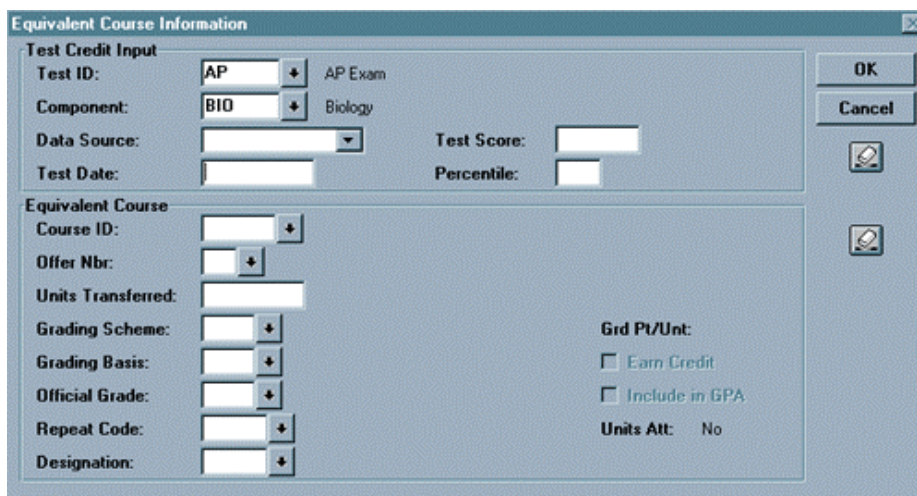 Equivalent Course Information
Test Credit Input
Test ID: AP AP Exam
OK
Component: BIO Biology
Cancel
Data Source: Test Score:
Test Date: Percentile:
Equivalent Course
Course ID:
Offer Nbr:
Units Transferred:
Grading Scheme: Grd Pt/Unt:
Grading Basis: Earn Credit
Official Grade: Include in GPA
Repeat Code: Units Att: No
Designation: